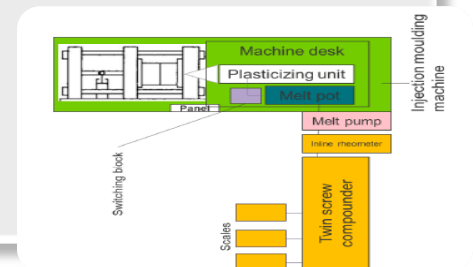 Machine desk
Plasticizing unit
Melt pot
Panel
Melt pump
Inline rheometer
Twin screw
compounder
Scales
Switching block
Injection moulding
machine